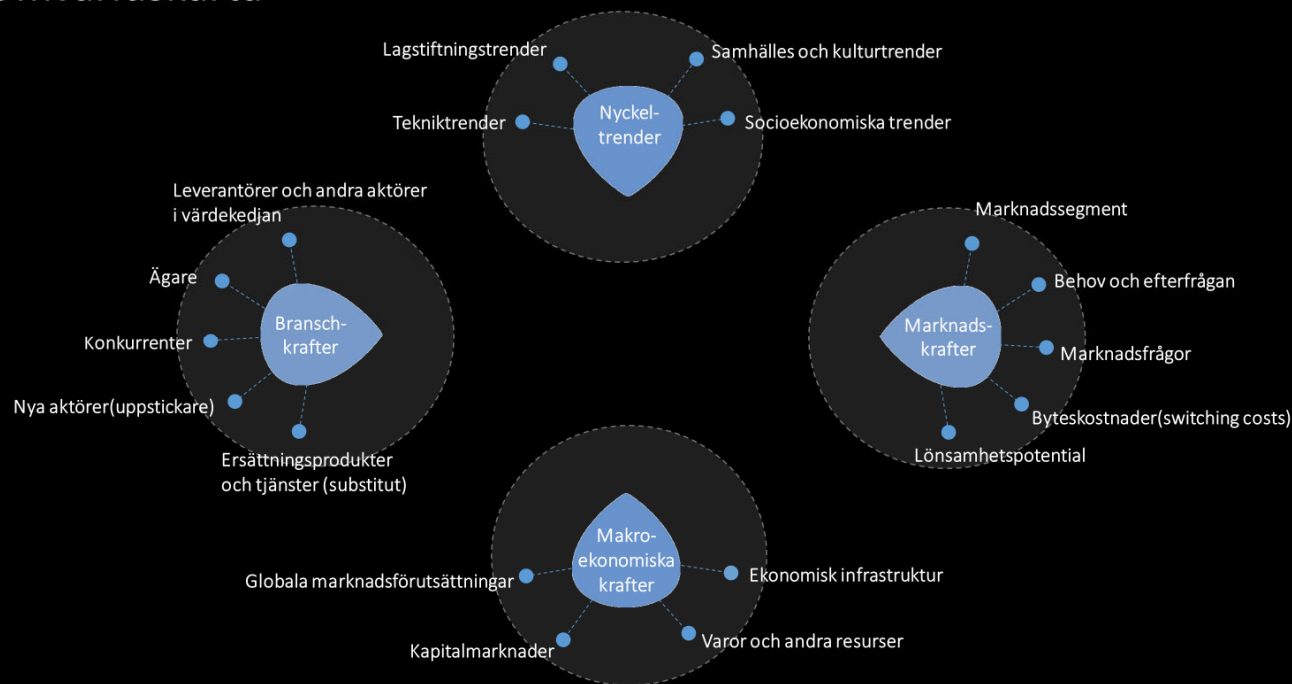 Lagstiftningstrender
Samhälles och kulturtrender
Tekniktrender
Nyckel-
trender
Socioekonomiska trender
Leverantörer och andra aktörer
i värdekedjan
Ägare
Konkurrenter
Bransch-
krafter
Nya aktörer(uppstickare)
Ersättningsprodukter
och tjänster (substitut)
Marknadssegment
Behov och efterfrågan
Marknads-
krafter
Marknadsfrågor
Byteskostnader(switching costs)
Lönsamhetspotential
Makro-
ekonomiska
krafter
Globala marknadsförutsättningar
Ekonomisk infrastruktur
Kapitalmarknader
Varor och andra resurser